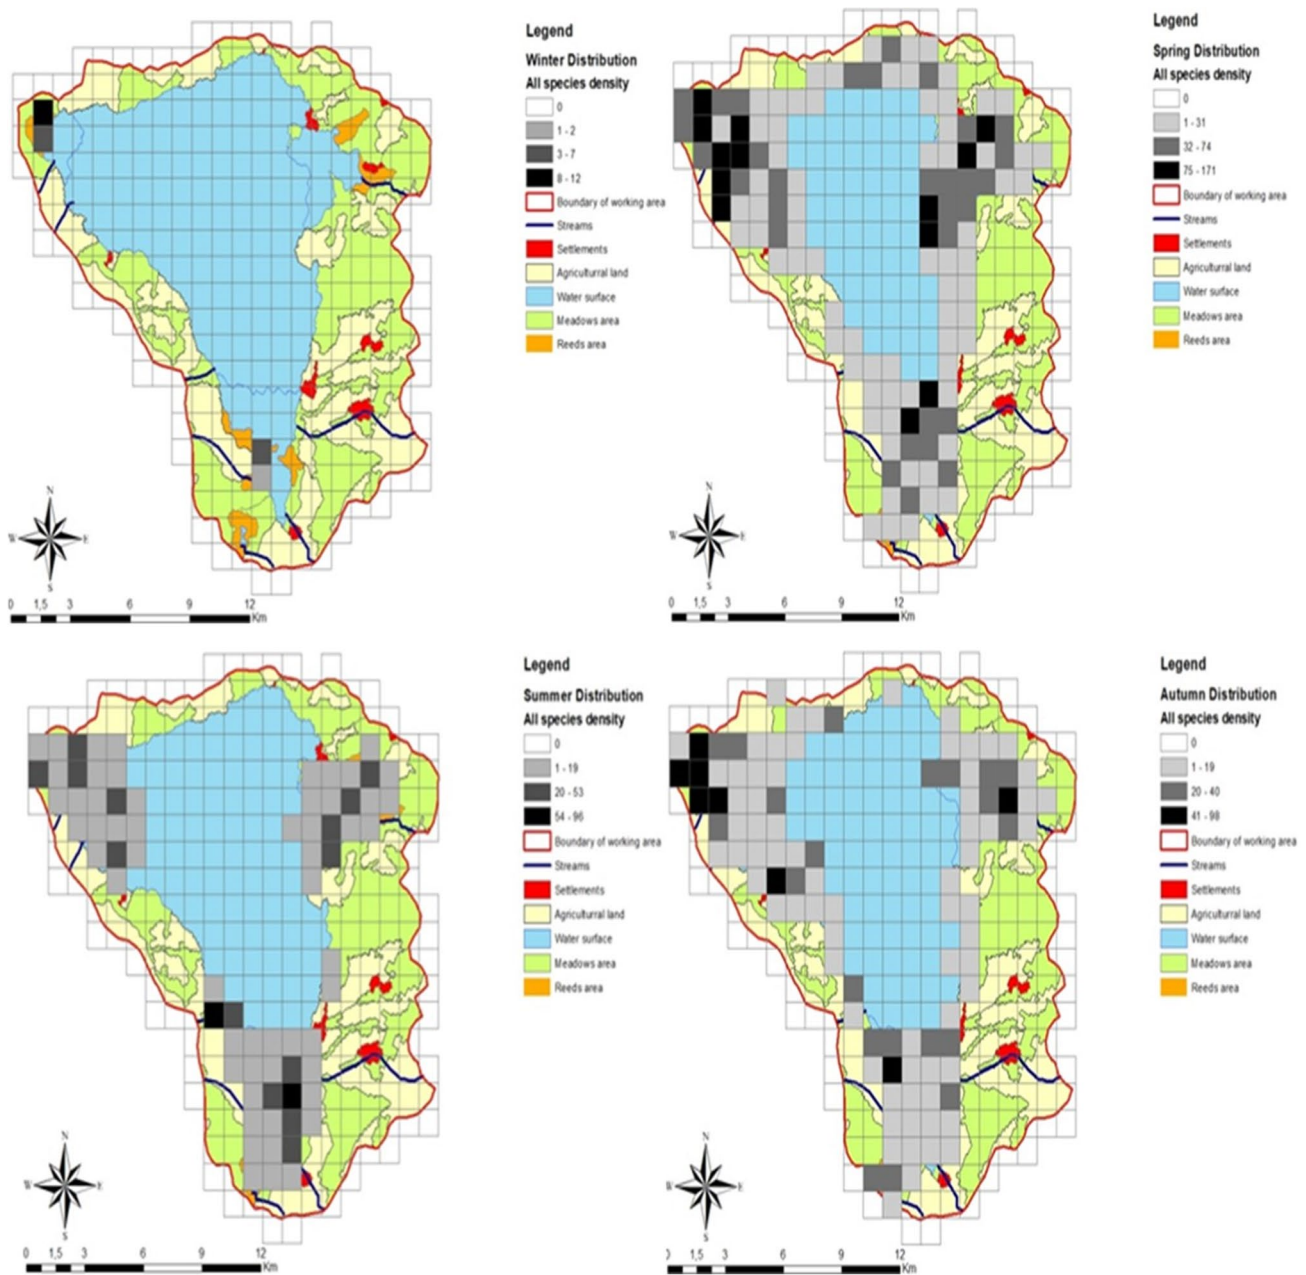 Legend
Winter Distribution
All species density
0
1 - 2
3 - 7
8 - 12
Boundary of working area
Streams
Settlements
Agriculturral land
Water surface
Meadows area
Reeds area
N
W E
S
0 1,5 3 6 9 12
Km
Legend
Spring Distribution
All species density
0
1 - 31
32 - 74
75 - 171
Boundary of working area
Streams
Settlements
Agriculturral land
Water surface
Meadows area
Reeds area
N
W E
S
0 1,5 3 6 9 12
Km
Legend
Summer Distribution
All species density
0
1 - 19
20 - 53
54 - 96
Boundary of working area
Streams
Settlements
Agriculturral land
Water surface
Meadows area
Reeds area
N
W E
S
0 1,5 3 6 9 12
Km
Legend
Autumn Distribution
All species density
0
1 - 19
20 - 40
41 - 98
Boundary of working area
Streams
Settlements
Agriculturral land
Water surface
Meadows area
Reeds area
N
W E
S
0 1,5 3 6 9 12
Km